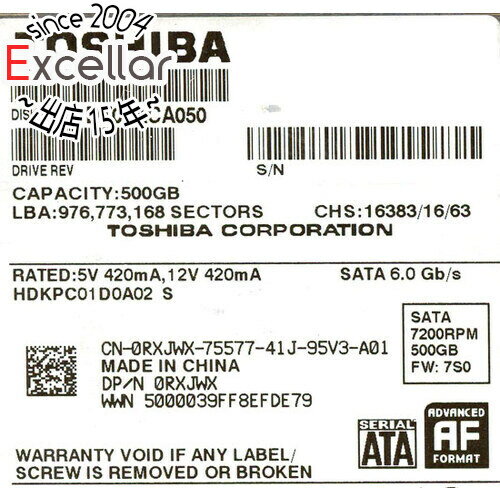 since 2004
TOSHIBA
Excellar
~出店15年~
CA050
DRIVE REV
S/N
CAPACITY:500GB
LBA:976,773,168 SECTORS CHS:16383/16/63
TOSHIBA CORPORATION
RATED:5V 420mA,12V 420mA SATA 6.0 Gb/s
HDKPC01D0A02 S
SATA
7200RPM
500GB
FW: 7S0
CN-0RXJWX-75577-41J-95V3-A01
MADE IN CHINA
DP/N 0RXJWX
WWN 5000039FF8EFDE79
SERIAL
ATA
ADVANCED
AF
FORMAT
WARRANTY VOID IF ANY LABEL/
SCREW IS REMOVED OR BROKEN